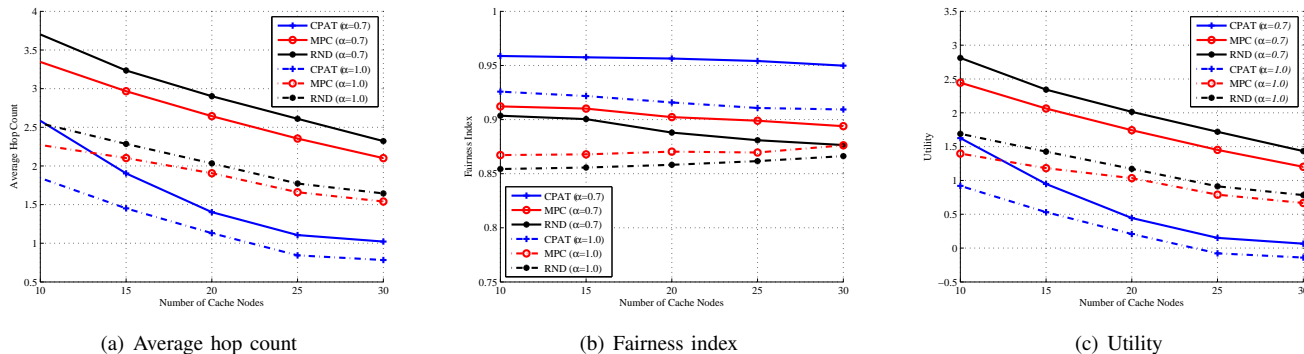 4
3.5
3
2.5
2
1.5
1
0.5
Average Hop Count
10 15 20 25 30
Number of Cache Nodes
CPAT (α=0.7)
MPC (α=0.7)
RND (α=0.7)
CPAT (α=1.0)
MPC (α=1.0)
RND (α=1.0)
(a) Average hop count
1
0.95
0.9
0.85
0.8
0.75
Fairness Index
10 15 20 25 30
Number of Cache Nodes
CPAT (α=0.7)
MPC (α=0.7)
RND (α=0.7)
CPAT (α=1.0)
MPC (α=1.0)
RND (α=1.0)
(b) Fairness index
3.5
3
2.5
2
1.5
1
0.5
0
−0.5
Utility
10 15 20 25 30
Number of Cache Nodes
CPAT (α=0.7)
MPC (α=0.7)
RND (α=0.7)
CPAT (α=1.0)
MPC (α=1.0)
RND (α=1.0)
(c) Utility